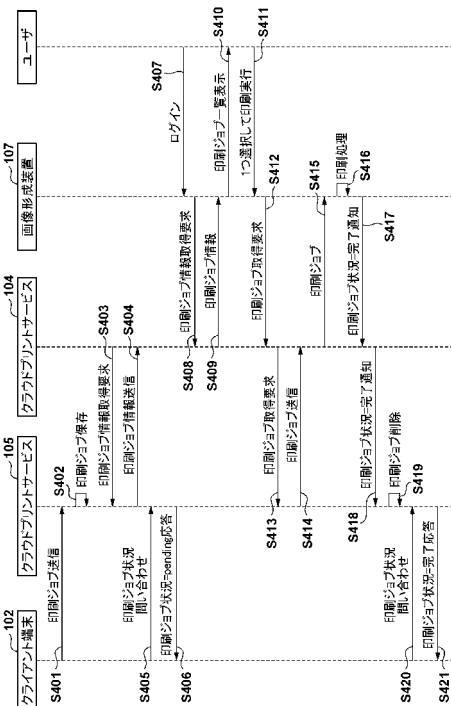 102
クライアント端末
105
クラウドプリントサービス
104
クラウドプリントサービス
107
画像形成装置
ユーザ
S401
印刷ジョブ送信
S402
印刷ジョブ保存
印刷ジョブ情報取得要求
S403
印刷ジョブ情報送信
S404
S405
印刷ジョブ状況
問い合わせ
印刷ジョブ状況=pending応答
S406
ログイン
S407
印刷ジョブ情報取得要求
S408
印刷ジョブ情報
S409
印刷ジョブ一覧表示
S410
1つ選択して印刷実行
S411
印刷ジョブ取得要求
S412
印刷ジョブ取得要求
S413
印刷ジョブ送信
S414
印刷ジョブ
S415
印刷処理
S416
印刷ジョブ状況=完了通知
S417
印刷ジョブ状況=完了通知
S418
印刷ジョブ削除
S419
印刷ジョブ状況
問い合わせ
S420
印刷ジョブ状況=完了応答
S421